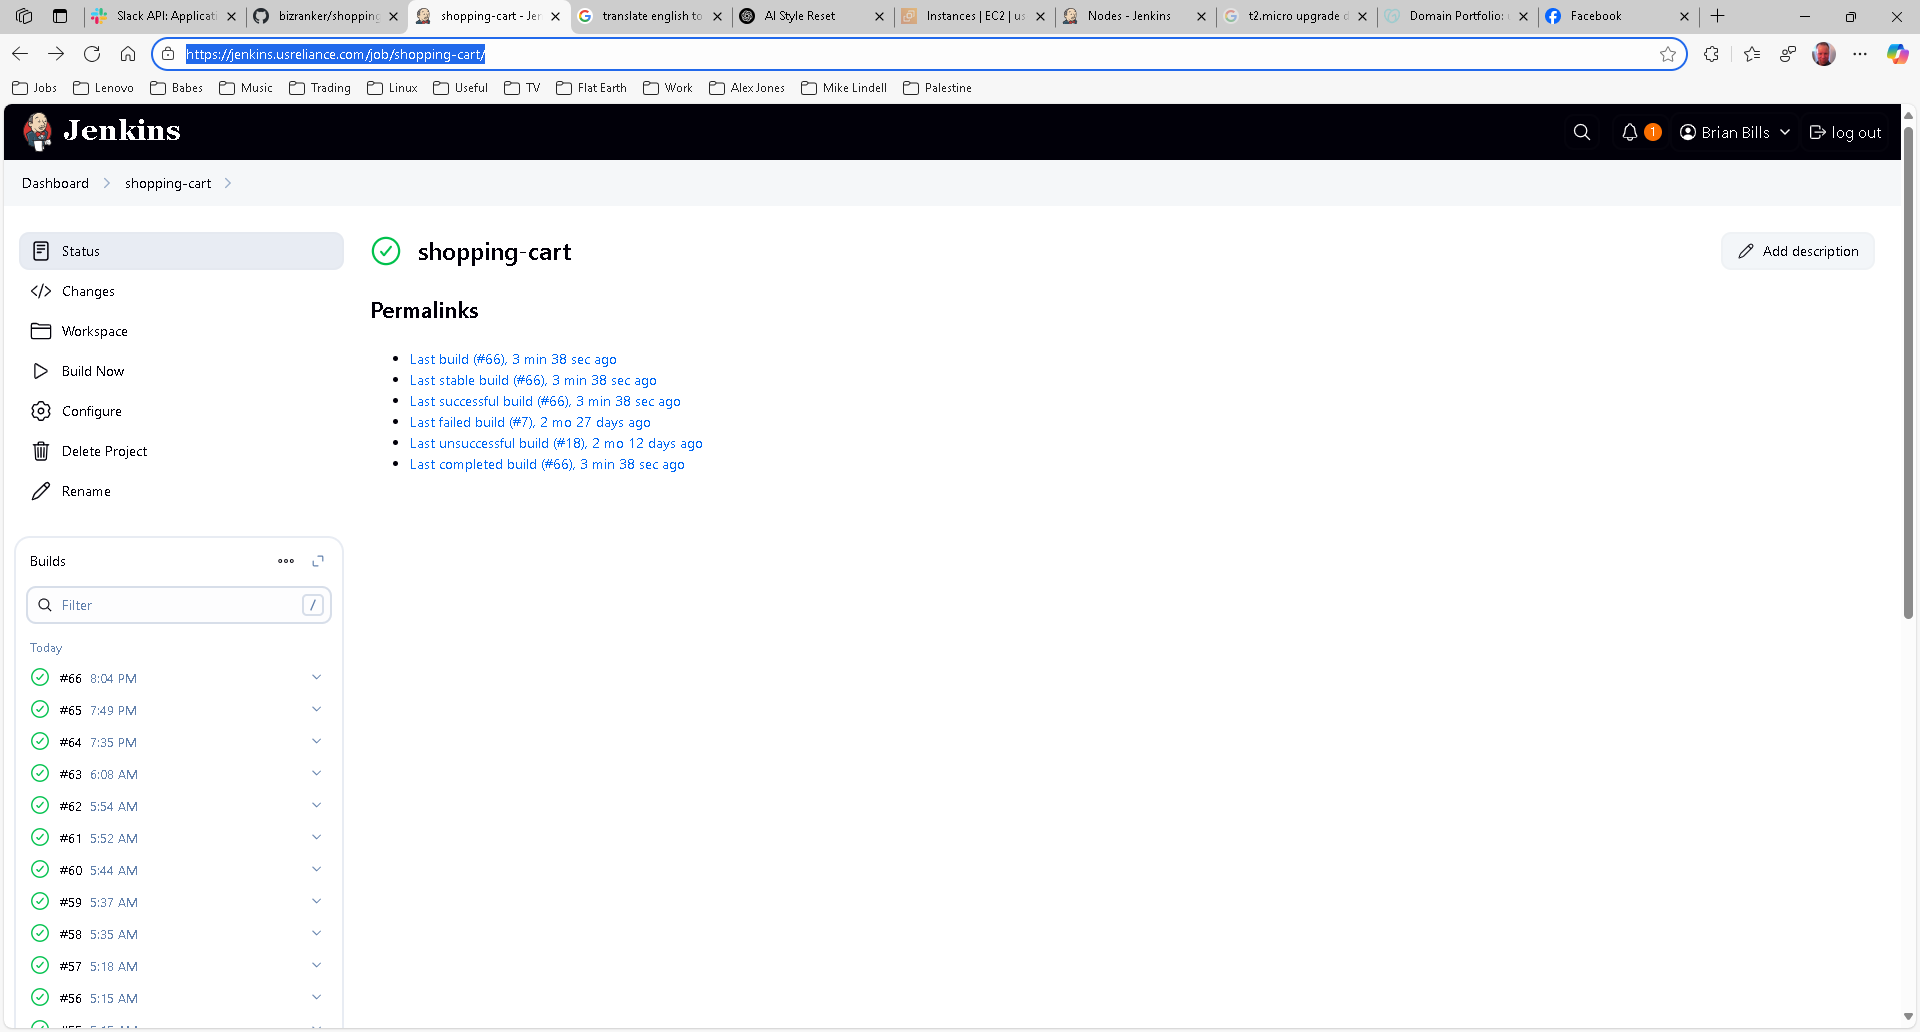 Slack API: Applicati
bizranker/shopping
shopping-cart - Jen
translate english to
AI Style Reset
Instances | EC2 | us
Nodes - Jenkins
t2.micro upgrade d
Domain Portfolio:
Facebook
https://jenkins.usreliance.com/job/shopping-cart/
Jobs Lenovo Babes Music Trading Linux Useful TV Flat Earth Work Alex Jones Mike Lindell Palestine
Jenkins
1
Brian Bills
log out
Dashboard
shopping-cart
Status
Changes
Workspace
Build Now
Configure
Delete Project
Rename
shopping-cart
Add description
Permalinks
Last build (#66), 3 min 38 sec ago
Last stable build (#66), 3 min 38 sec ago
Last successful build (#66), 3 min 38 sec ago
Last failed build (#7), 2 mo 27 days ago
Last unsuccessful build (#18), 2 mo 12 days ago
Last completed build (#66), 3 min 38 sec ago
Builds
Filter /
Today
#66 8:04 PM
#65 7:49 PM
#64 7:35 PM
#63 6:08 AM
#62 5:54 AM
#61 5:52 AM
#60 5:44 AM
#59 5:37 AM
#58 5:35 AM
#57 5:18 AM
#56 5:15 AM